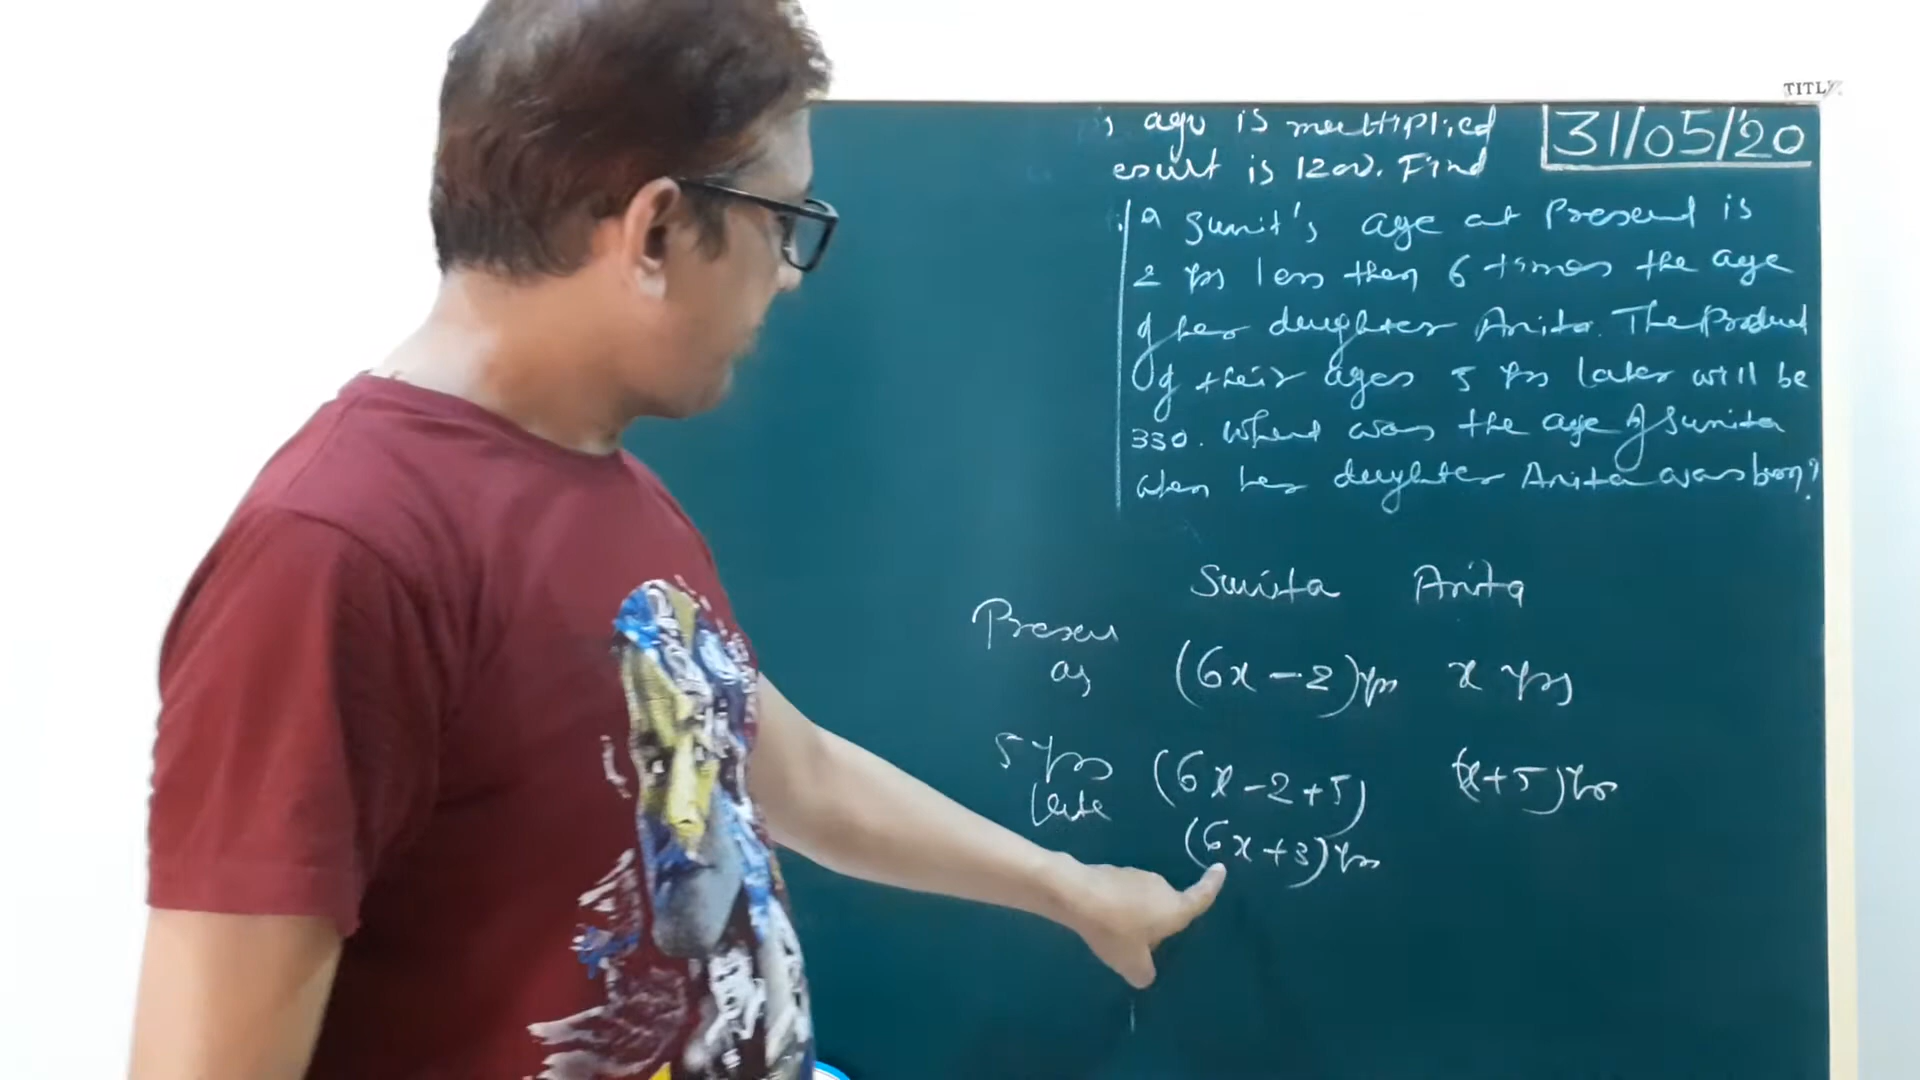 TITL
age is multiplied
esult is 1200. Find
31/05/'20
Sunit's age at Present is
2 yrs less than 6 times the age
of her daughter Anita. The Product
of their ages 5 yrs later will be
330. What was the age of Sunita
when her daughter Anita was born?
Sunita Anita
Present
(6x-2)yrs x yrs
5 yrs (6x-2+5) (x+5)yrs
late
(6x+3)yrs